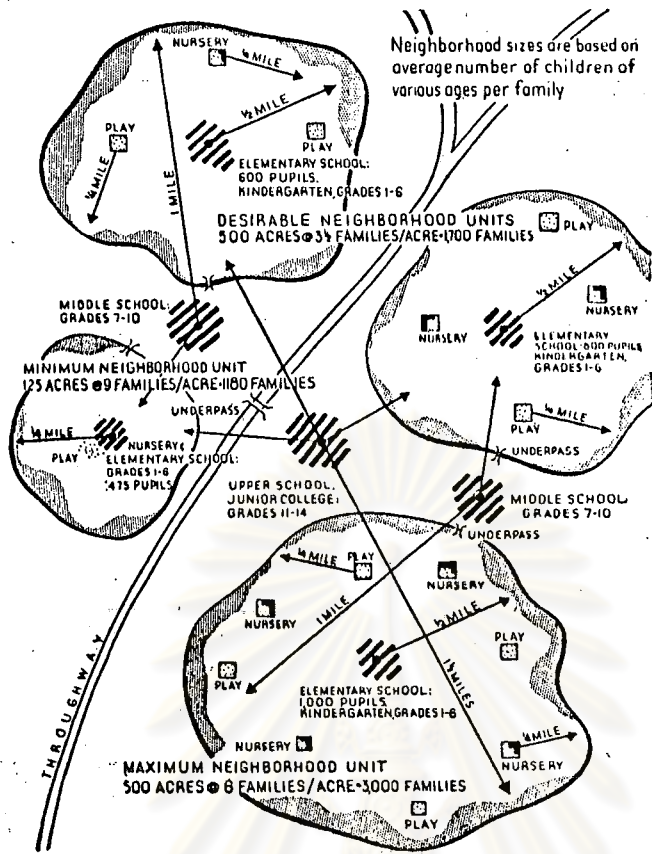 Neighborhood sizes are based on
average number of children of
various ages per family
NURSERY
¼ MILE
½ MILE
PLAY
PLAY
¼ MILE
1 MILE
ELEMENTARY SCHOOL:
600 PUPILS.
KINDERGARTEN, GRADES 1-6
DESIRABLE NEIGHBORHOOD UNITS
500 ACRES @ 3½ FAMILIES/ACRE=1,700 FAMILIES
PLAY
½ MILE
NURSERY
NURSERY
ELEMENTARY
SCHOOL: 600 PUPILS
KINDERGARTEN,
GRADES 1-6
¼ MILE
PLAY
UNDERPASS
MIDDLE SCHOOL:
GRADES 7-10
MINIMUM NEIGHBORHOOD UNIT
125 ACRES @ 9 FAMILIES/ACRE=1180 FAMILIES
UNDERPASS
¼ MILE
NURSERY;
PLAY
ELEMENTARY SCHOOL:
GRADES 1-6
475 PUPILS
UPPER SCHOOL,
JUNIOR COLLEGE;
GRADES 11-14
MIDDLE SCHOOL,
GRADES 7-10
UNDERPASS
¼ MILE
PLAY
NURSERY
NURSERY
1 MILE
½ MILE
PLAY
PLAY
1½ MILES
ELEMENTARY SCHOOL:
1,000 PUPILS
KINDERGARTEN, GRADES 1-6
NURSERY
¼ MILE
NURSERY
MAXIMUM NEIGHBORHOOD UNIT
500 ACRES @ 6 FAMILIES/ACRE=3,000 FAMILIES
PLAY
THROUGHWAY